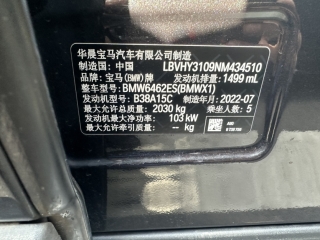 华晨宝马汽车有限公司制造
制造国: 中国 LBVHY3109NM434510
品牌: 宝马(BMW)牌 发动机排量: 1499 mL
整车型号: BMW6462ES(BMWX1)
发动机型号: B38A15C 制造年月: 2022-07
最大允许总质量: 2030 kg 乘坐人数: 5
发动机最大净功率: 103 kW
最大允许牵引质量: -- kg